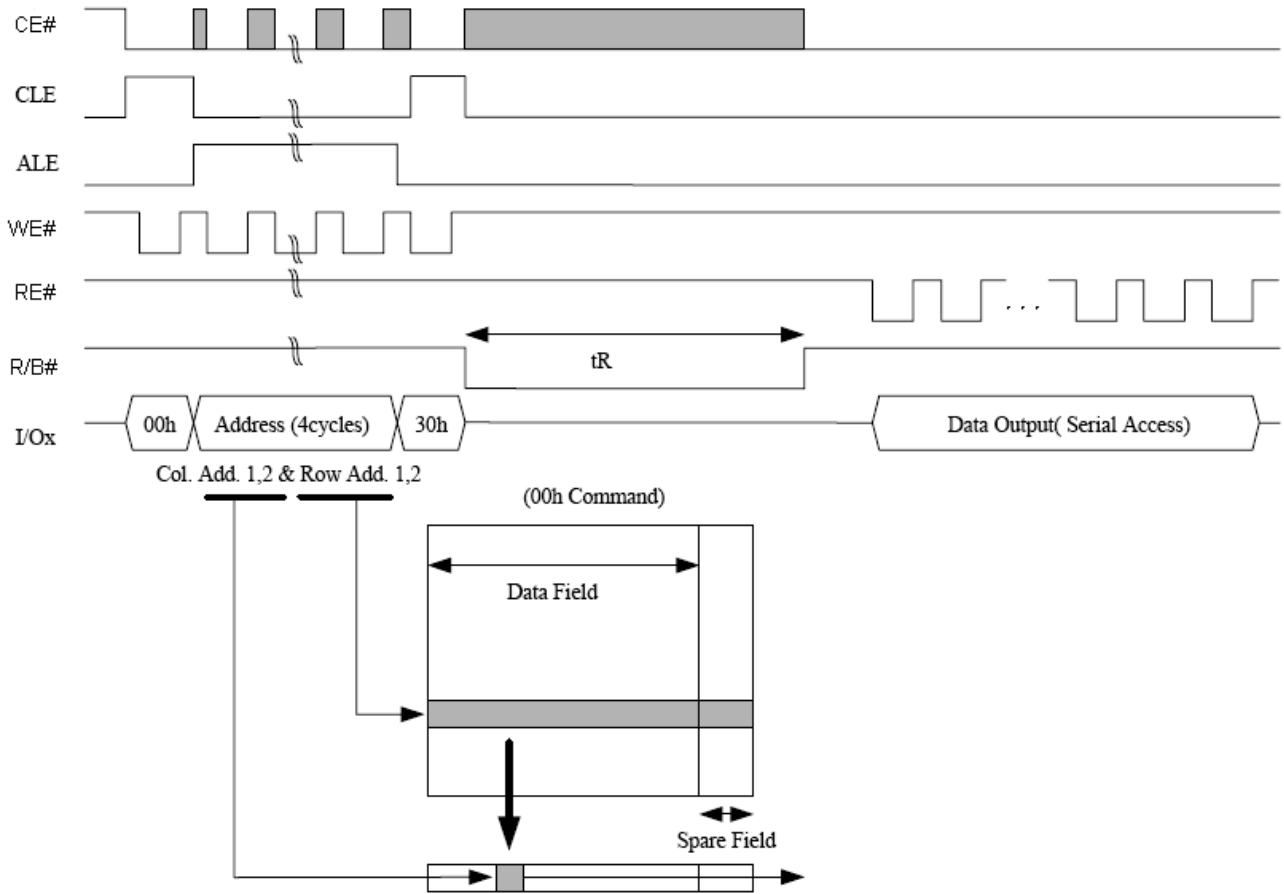 CE#
CLE
ALE
WE#
RE#
. . .
tR
R/B#
I/Ox
00h
Address (4cycles)
30h
Data Output( Serial Access)
Col. Add. 1,2 & Row Add. 1,2
(00h Command)
Data Field
Spare Field